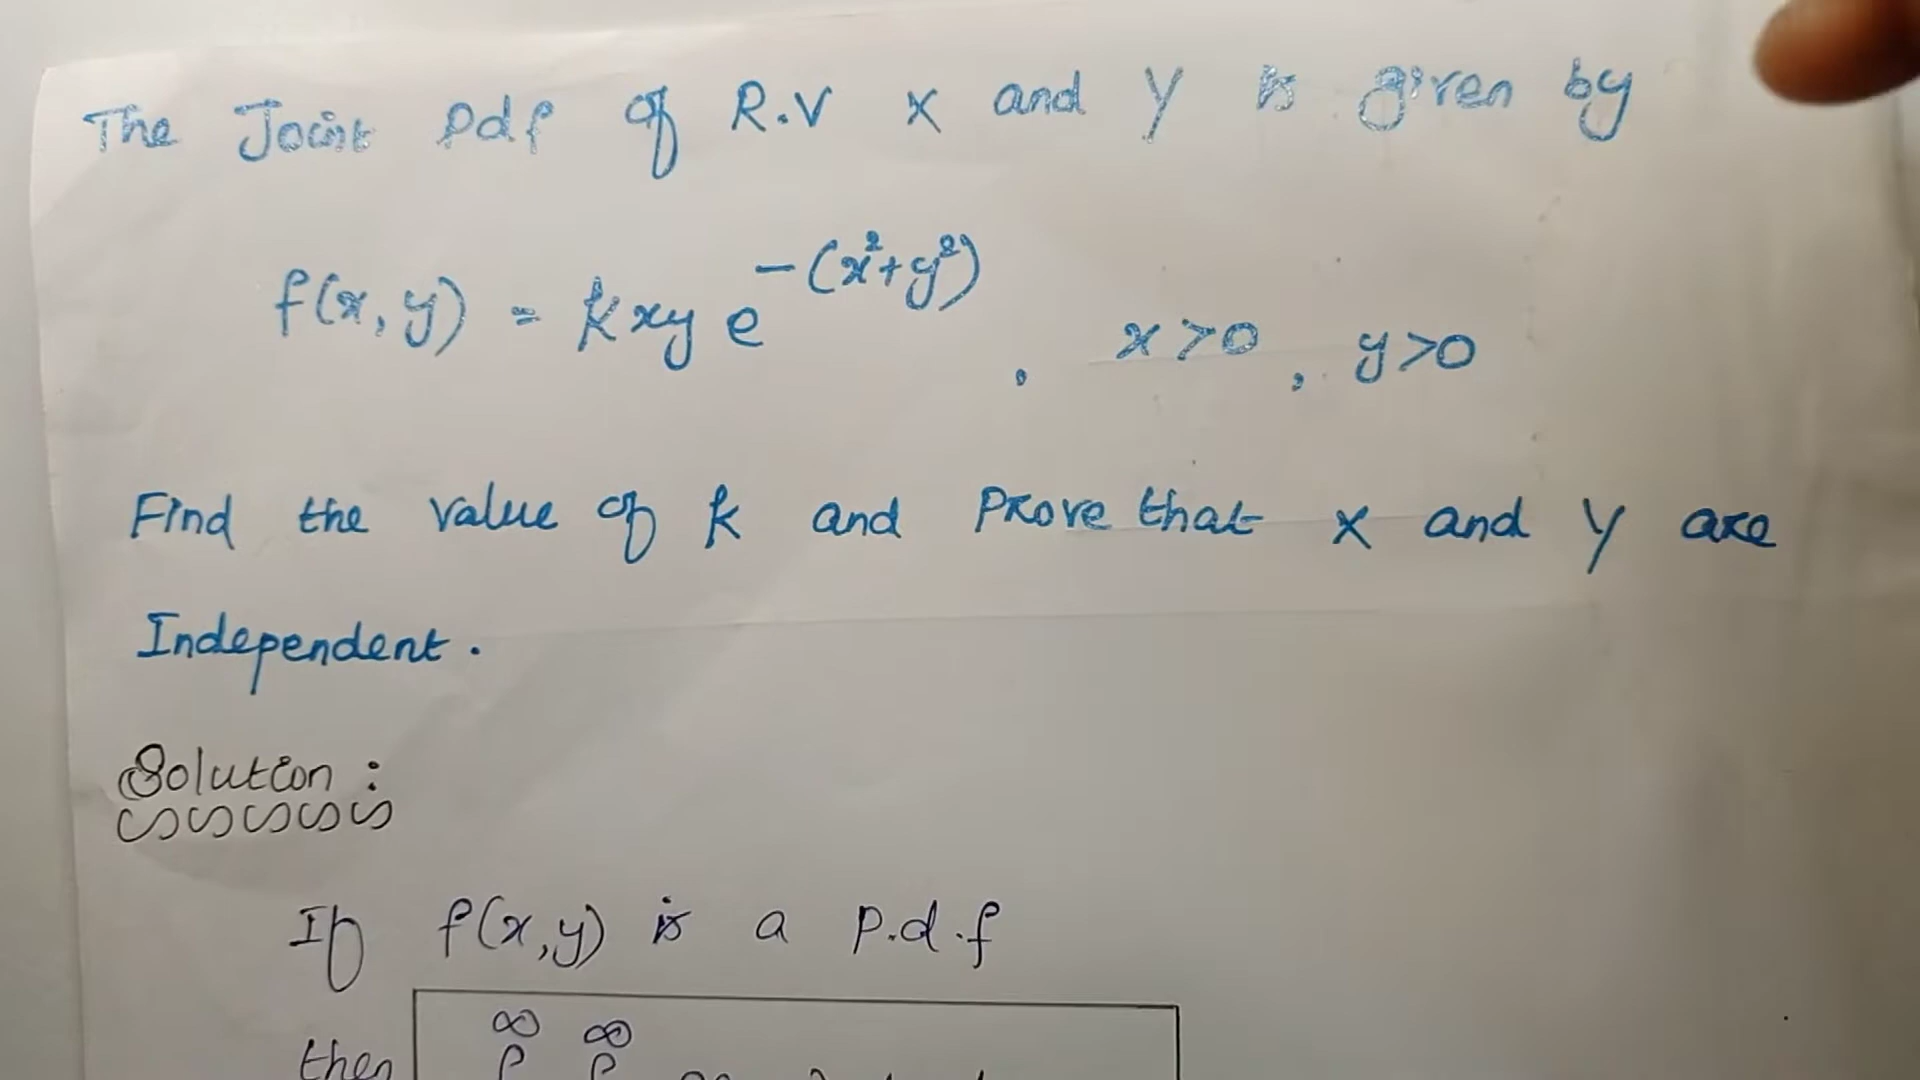 The Joint Pdf of R.V X and Y is given by
f(x,y) = kxy e^-(x²+y²), x>0, y>0
Find the value of k and Prove that X and Y are
Independent.
Solution:
If f(x,y) is a p.d.f
then ∞ ∞